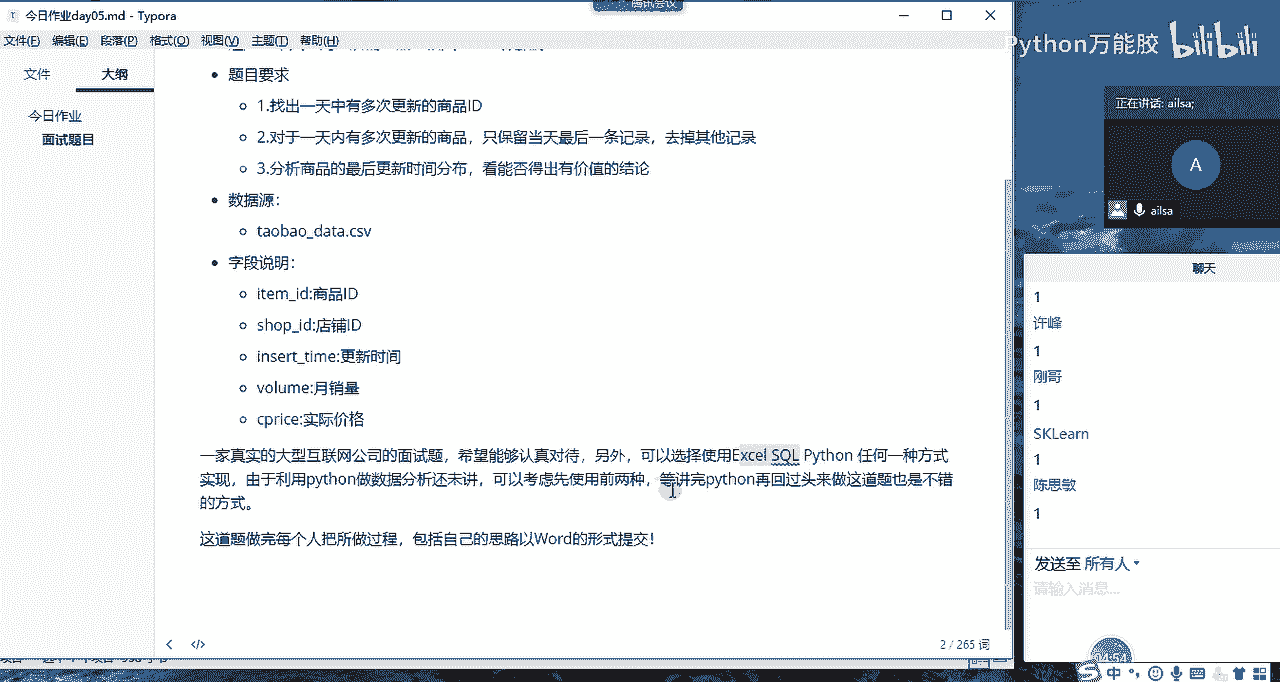 今日作业day05.md - Typora
腾讯会议
文件(F) 编辑(E) 段落(P) 格式(O) 视图(V) 主题(T) 帮助(H)
Python万能胶 bilibili
文件 大纲
今日作业
面试题目
题目要求
1.找出一天中有多次更新的商品ID
2.对于一天内有多次更新的商品，只保留当天最后一条记录，去掉其他记录
3.分析商品的最后更新时间分布，看能否得出有价值的结论
数据源：
taobao_data.csv
字段说明：
item_id:商品ID
shop_id:店铺ID
insert_time:更新时间
volume:月销量
cprice:实际价格
一家真实的大型互联网公司的面试题，希望能够认真对待，另外，可以选择使用Excel SQL Python 任何一种方式
实现，由于利用python做数据分析还未讲，可以考虑先使用前两种，等讲完python再回过头来做这道题也是不错
的方式。
这道题做完每个人把所做过程，包括自己的思路以Word的形式提交！
2 / 265 词
正在讲话: ailsa;
A
ailsa
聊天
1
许峰
1
刚哥
1
SKLearn
1
陈思敏
1
发送至 所有人
请输入消息...
中